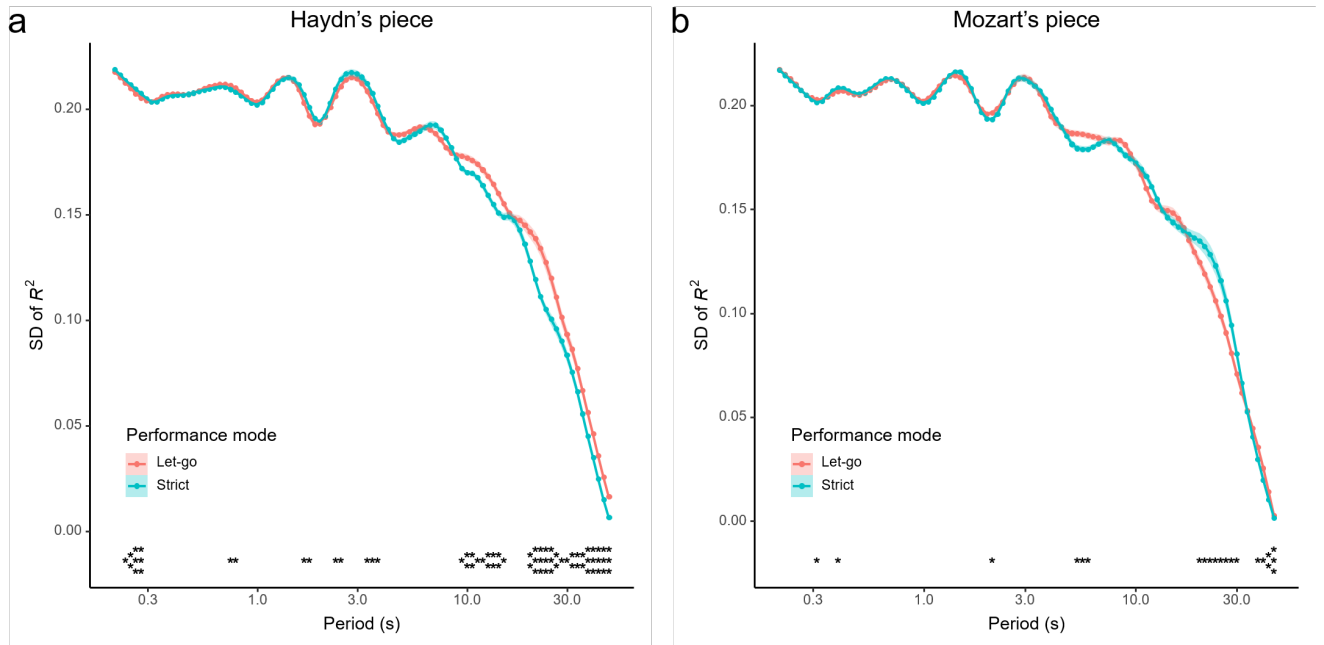 a
Haydn’s piece
SD of R²
0.20
0.15
0.10
0.05
0.00
Performance mode
Let-go
Strict
0.3 1.0 3.0 10.0 30.0
Period (s)
b
Mozart’s piece
SD of R²
0.20
0.15
0.10
0.05
0.00
Performance mode
Let-go
Strict
0.3 1.0 3.0 10.0 30.0
Period (s)